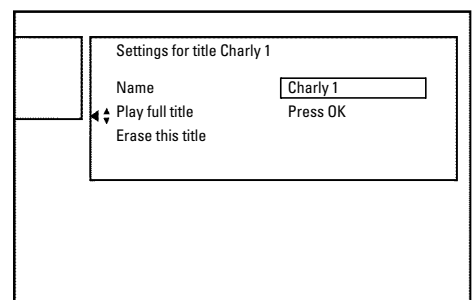 Settings for title Charly 1
Name Charly 1
Play full title Press OK
Erase this title